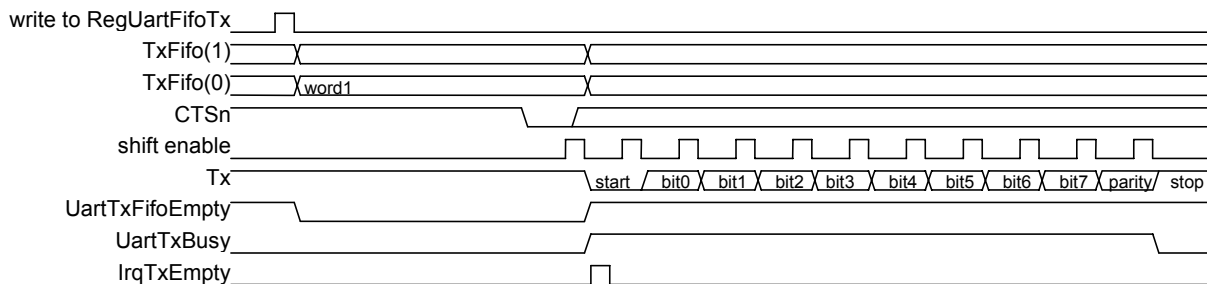 write to RegUartFifoTx
TxFifo(1)
TxFifo(0) word1
CTSn
shift enable
Tx start bit0 bit1 bit2 bit3 bit4 bit5 bit6 bit7 parity stop
UartTxFifoEmpty
UartTxBusy
IrqTxEmpty